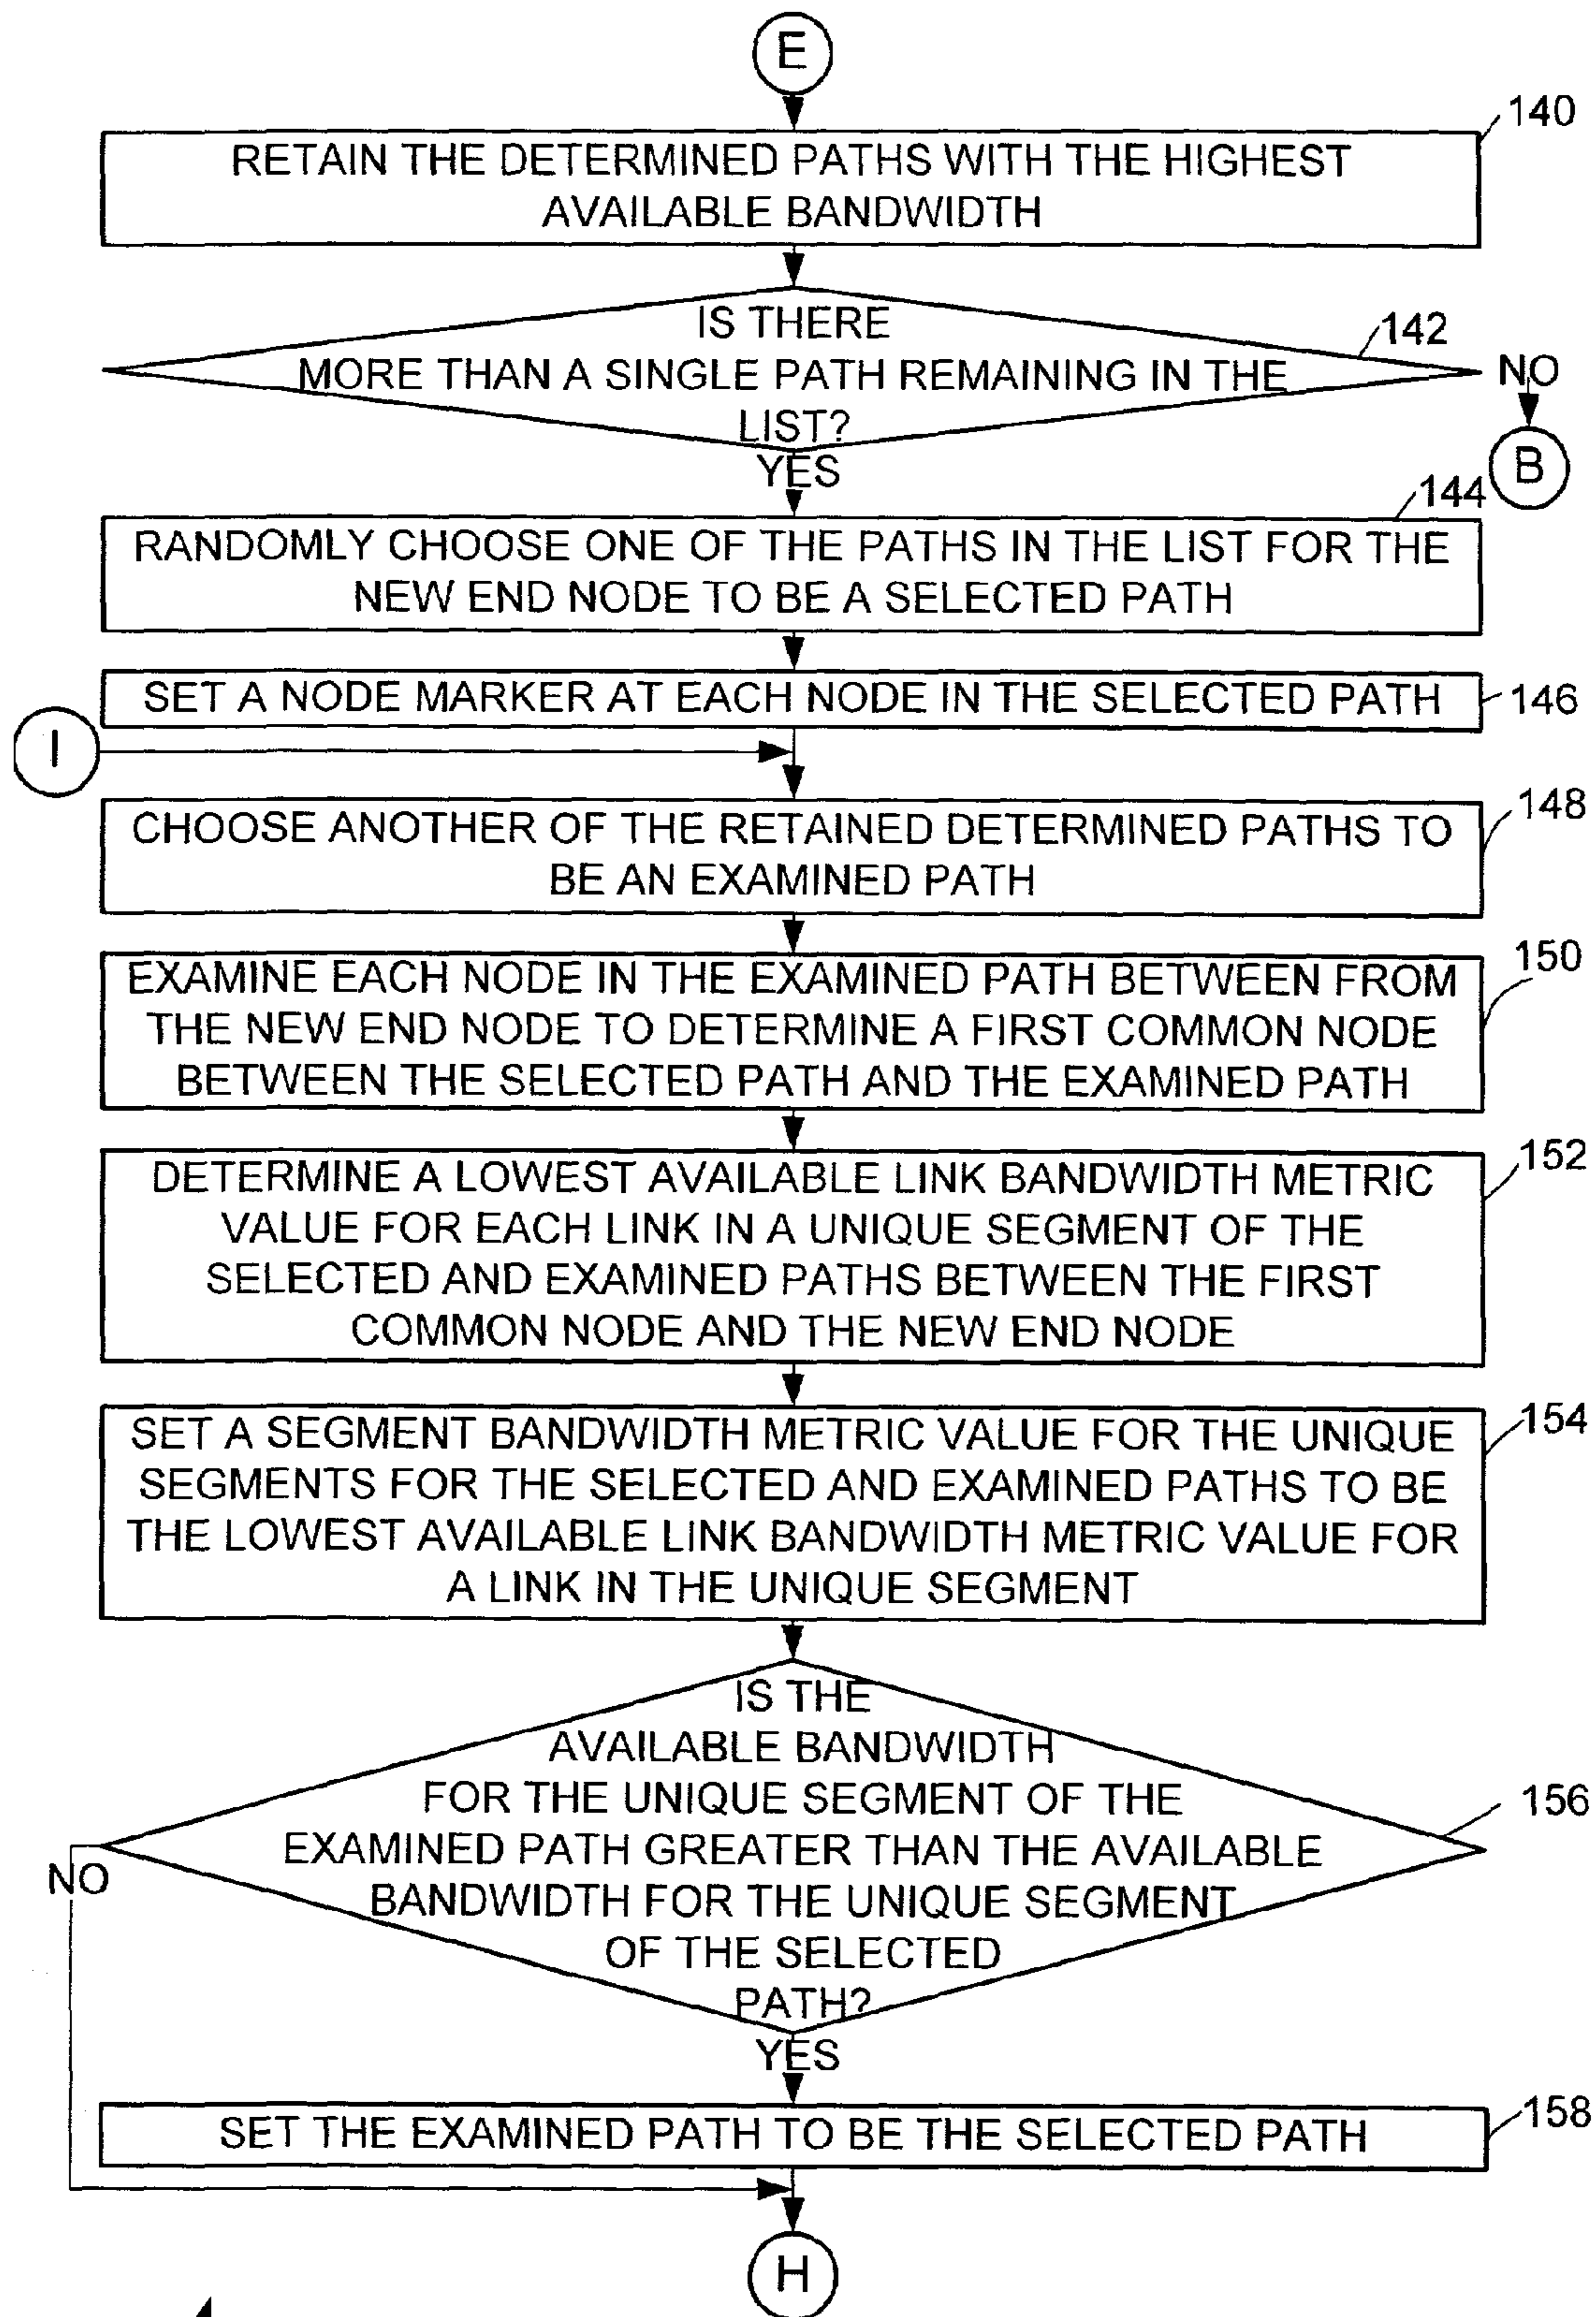 E
140
RETAIN THE DETERMINED PATHS WITH THE HIGHEST
AVAILABLE BANDWIDTH
IS THERE
142
MORE THAN A SINGLE PATH REMAINING IN THE
NO
LIST?
B
YES
144
RANDOMLY CHOOSE ONE OF THE PATHS IN THE LIST FOR THE
NEW END NODE TO BE A SELECTED PATH
SET A NODE MARKER AT EACH NODE IN THE SELECTED PATH
146
I
148
CHOOSE ANOTHER OF THE RETAINED DETERMINED PATHS TO
BE AN EXAMINED PATH
150
EXAMINE EACH NODE IN THE EXAMINED PATH BETWEEN FROM
THE NEW END NODE TO DETERMINE A FIRST COMMON NODE
BETWEEN THE SELECTED PATH AND THE EXAMINED PATH
152
DETERMINE A LOWEST AVAILABLE LINK BANDWIDTH METRIC
VALUE FOR EACH LINK IN A UNIQUE SEGMENT OF THE
SELECTED AND EXAMINED PATHS BETWEEN THE FIRST
COMMON NODE AND THE NEW END NODE
154
SET A SEGMENT BANDWIDTH METRIC VALUE FOR THE UNIQUE
SEGMENTS FOR THE SELECTED AND EXAMINED PATHS TO BE
THE LOWEST AVAILABLE LINK BANDWIDTH METRIC VALUE FOR
A LINK IN THE UNIQUE SEGMENT
IS THE
AVAILABLE BANDWIDTH
FOR THE UNIQUE SEGMENT OF THE
156
EXAMINED PATH GREATER THAN THE AVAILABLE
NO
BANDWIDTH FOR THE UNIQUE SEGMENT
OF THE SELECTED
PATH?
YES
158
SET THE EXAMINED PATH TO BE THE SELECTED PATH
H